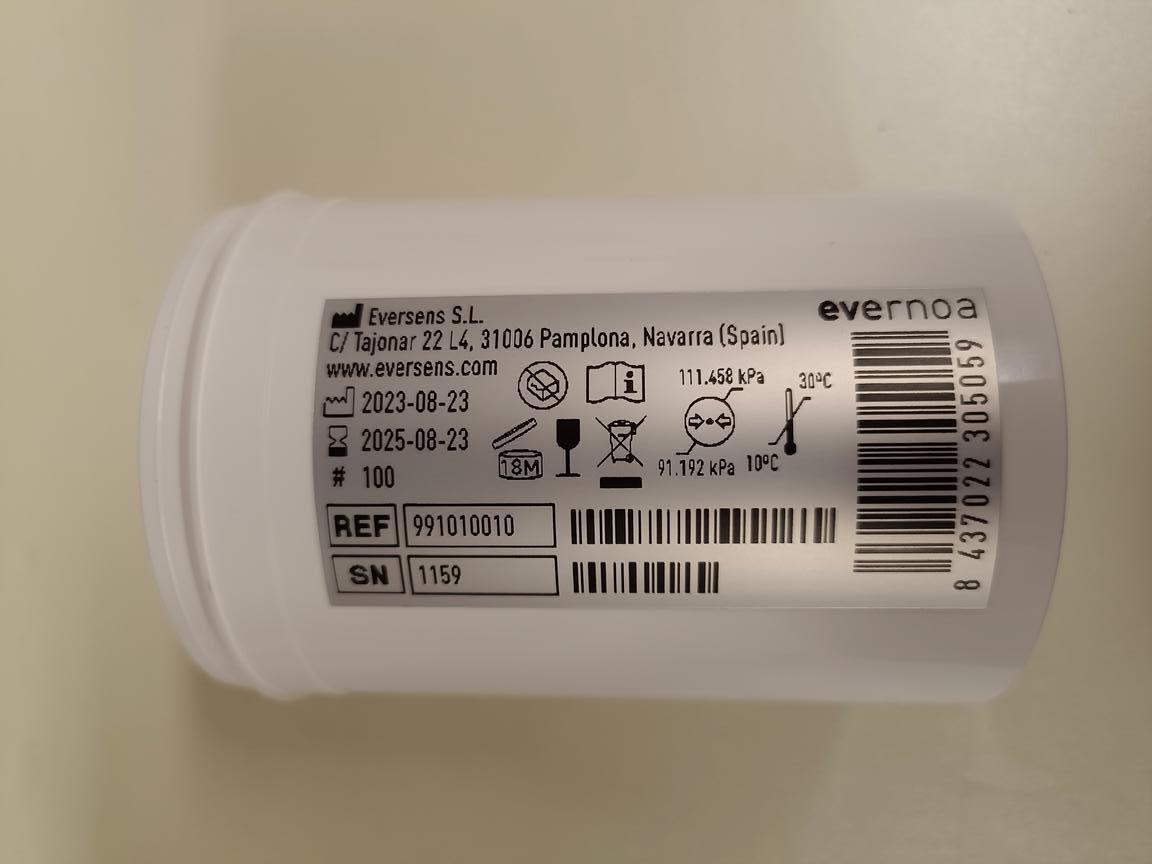 Eversens S.L.
C/ Tajonar 22 L4, 31006 Pamplona, Navarra (Spain)
www.eversens.com
2023-08-23
2025-08-23
# 100
18M
111.458 kPa
91.192 kPa
30ºC
10ºC
REF 991010010
SN 1159
evernoa
8 437022 305059